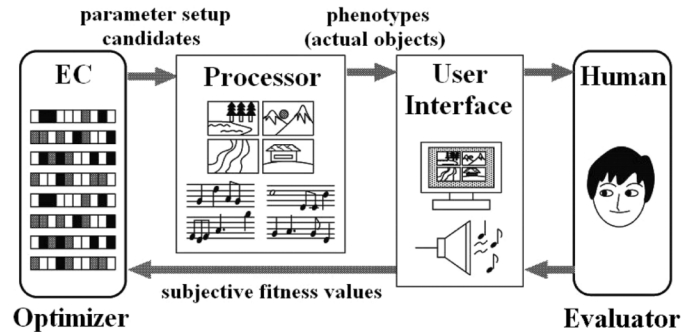 parameter setup
candidates
phenotypes
(actual objects)
EC
Processor
User
Interface
Human
subjective fitness values
Optimizer
Evaluator